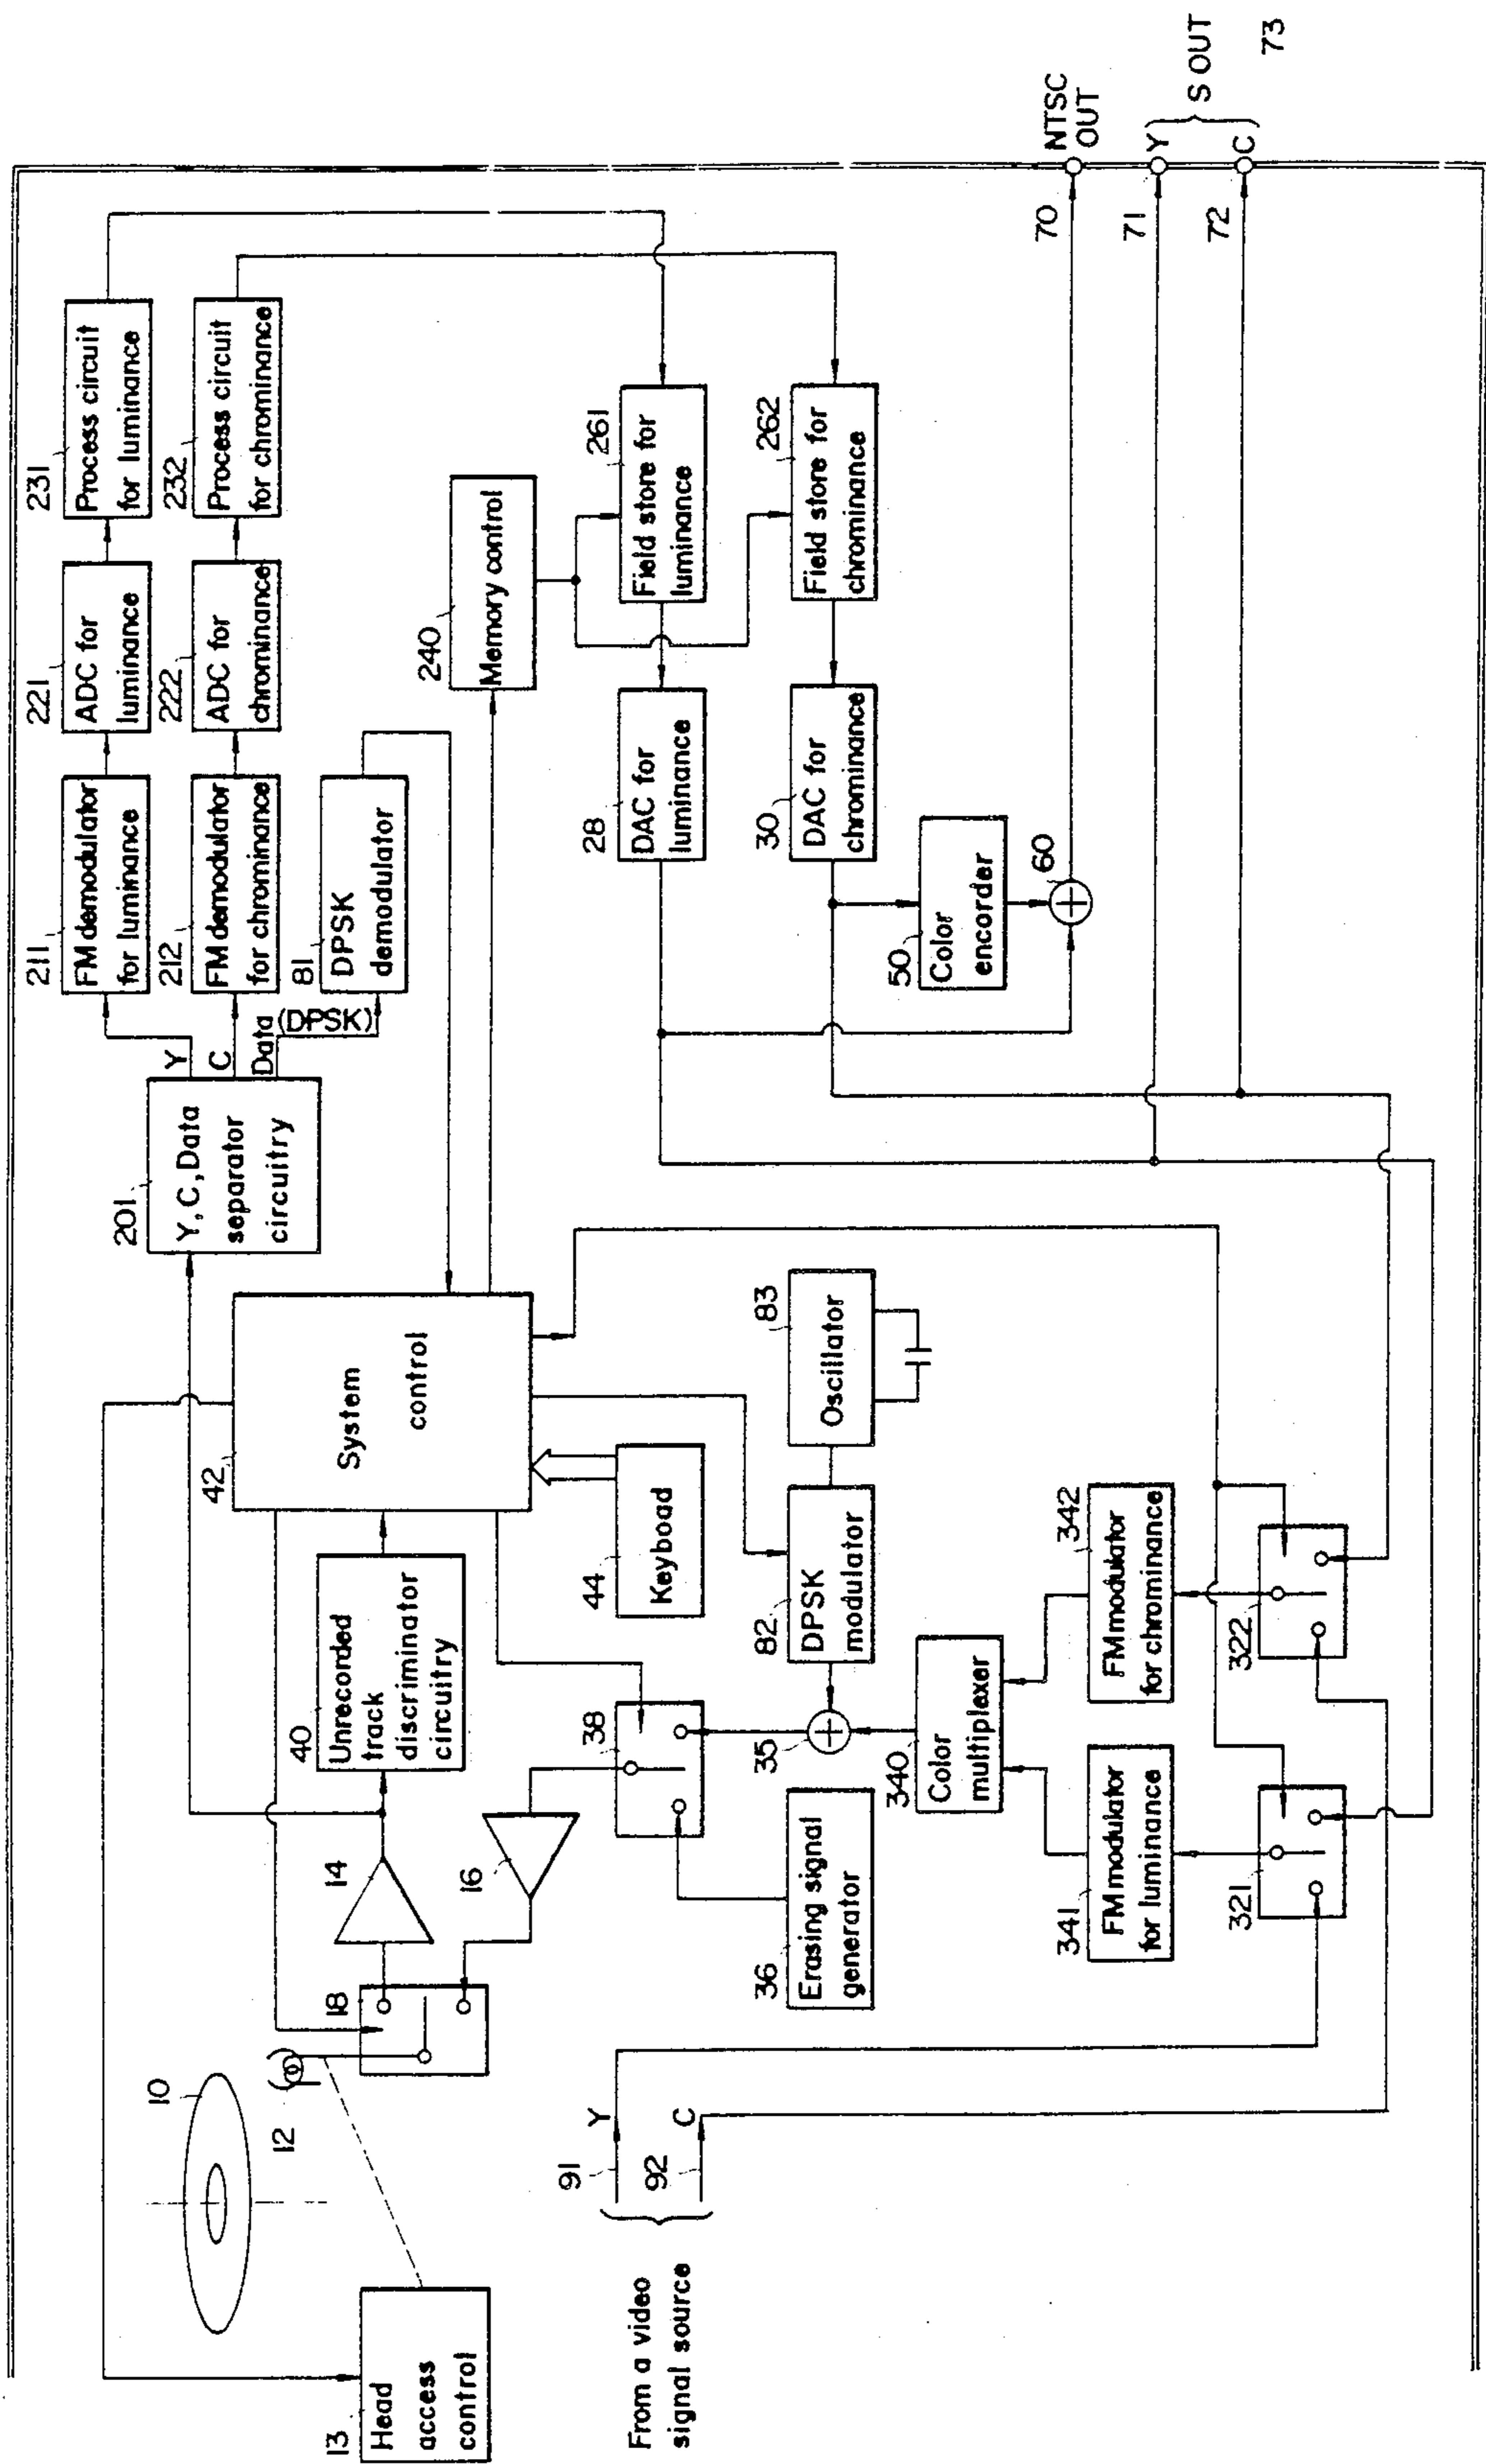 13
Head
access
control
10
12
18
14
16
40
Unrecorded
track
discriminator
circuitry
42
System
control
44
Keyboad
38
36
Erasing signal
generator
35
82
DPSK
modulator
83
Oscillator
340
Color
multiplexer
341
FM modulator
for luminance
342
FM modulator
for chrominance
321
322
From a video
signal source
91
Y
92
C
201
Y, C, Data
separator
circuitry
Y
C
Data (DPSK)
211
FM demodulator
for luminance
212
FM demodulator
for chrominance
81
DPSK
demodulator
221
ADC for
luminance
222
ADC for
chrominance
231
Process circuit
for luminance
232
Process circuit
for chrominance
240
Memory control
261
Field store for
luminance
262
Field store for
chrominance
28
DAC for
luminance
30
DAC for
chrominance
50
Color
encorder
60
70
NTSC
OUT
71
Y
72
C
S OUT
73